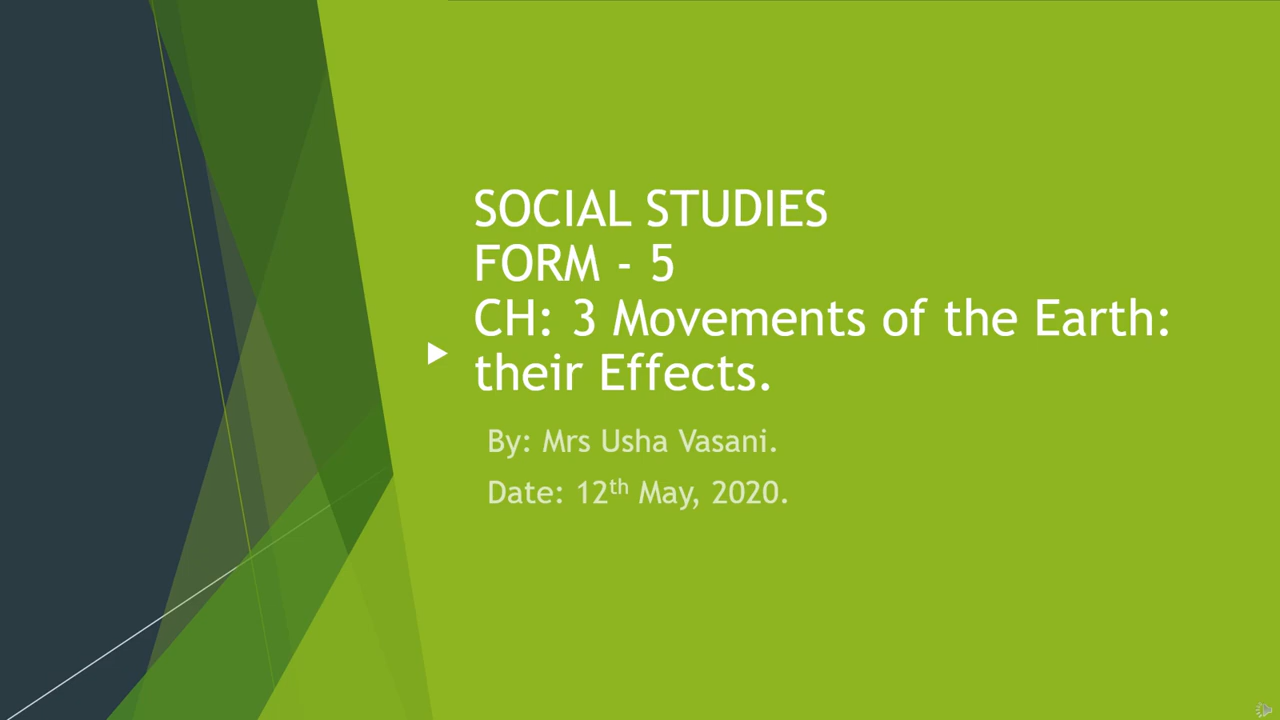 SOCIAL STUDIES
FORM - 5
CH: 3 Movements of the Earth:
their Effects.
By: Mrs Usha Vasani.
Date: 12th May, 2020.